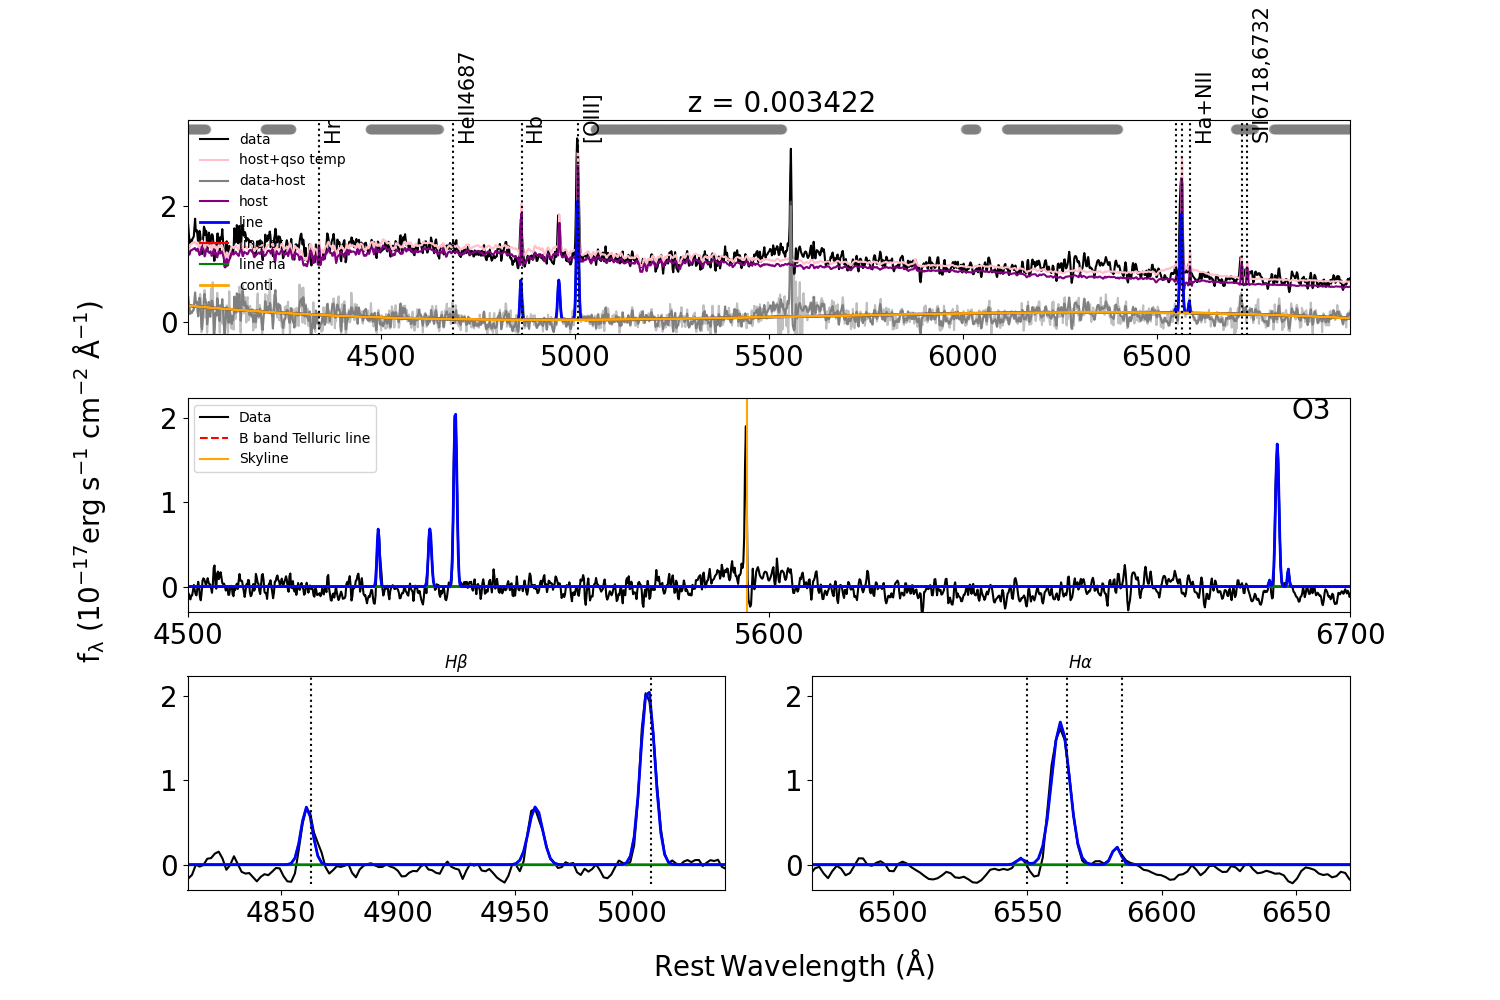 z = 0.003422
Hr
HeII4687
Hb
[OIII]
Ha+NII
SII6718,6732
data
host+qso temp
data-host
host
line
line na
conti
2
0
4500 5000 5500 6000 6500
O3
Data
B band Telluric line
Skyline
2
1
0
4500 5600 6700
fλ (10⁻¹⁷erg s⁻¹ cm⁻² Å⁻¹)
Hβ
2
1
0
4850 4900 4950 5000
Hα
2
1
0
6500 6550 6600 6650
Rest Wavelength (Å)